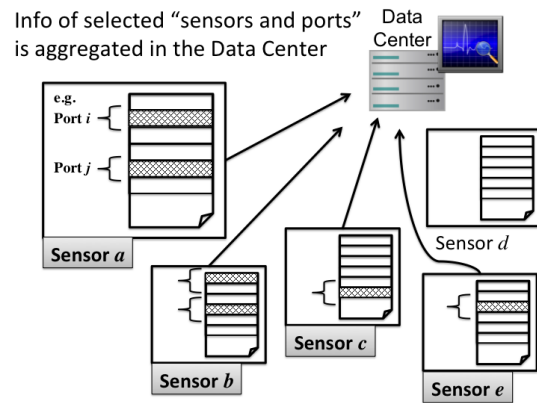 Info of selected “sensors and ports”
is aggregated in the Data Center
Data
Center
e.g.
Port i
Port j
Sensor a
Sensor b
Sensor c
Sensor d
Sensor e